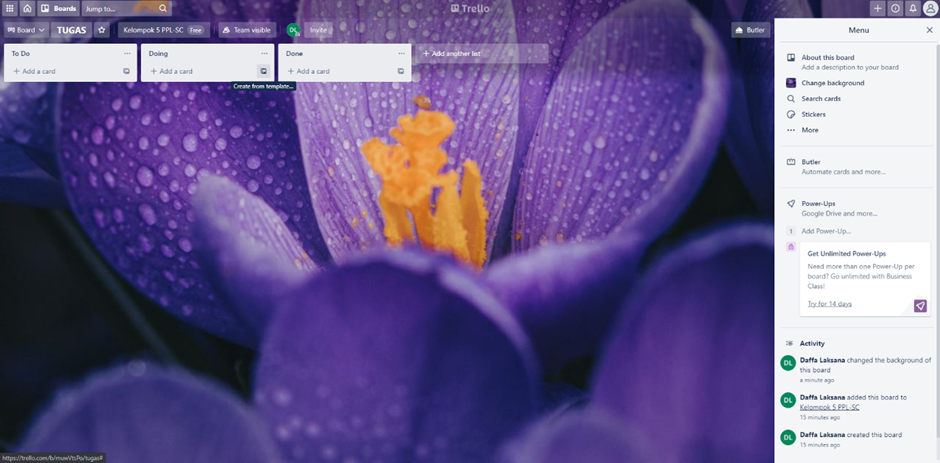 Boards
Jump to...
Trello
Board
TUGAS
Kelompok 5 PPL-SC Free
Team visible
DL
Invite
Butler
To Do
Add a card
Doing
Add a card
Create from template...
Done
Add a card
+ Add another list
Menu
About this board
Add a description to your board
Change background
Search cards
Stickers
More
Butler
Automate cards and more...
Power-Ups
Google Drive and more...
1 Add Power-Up...
Get Unlimited Power-Ups
Need more than one Power-Up per
board? Go unlimited with Business
Class!
Try for 14 days
Activity
DL
Daffa Laksana changed the background of
this board
a minute ago
DL
Daffa Laksana added this board to
Kelompok 5 PPL-SC
15 minutes ago
DL
Daffa Laksana created this board
15 minutes ago